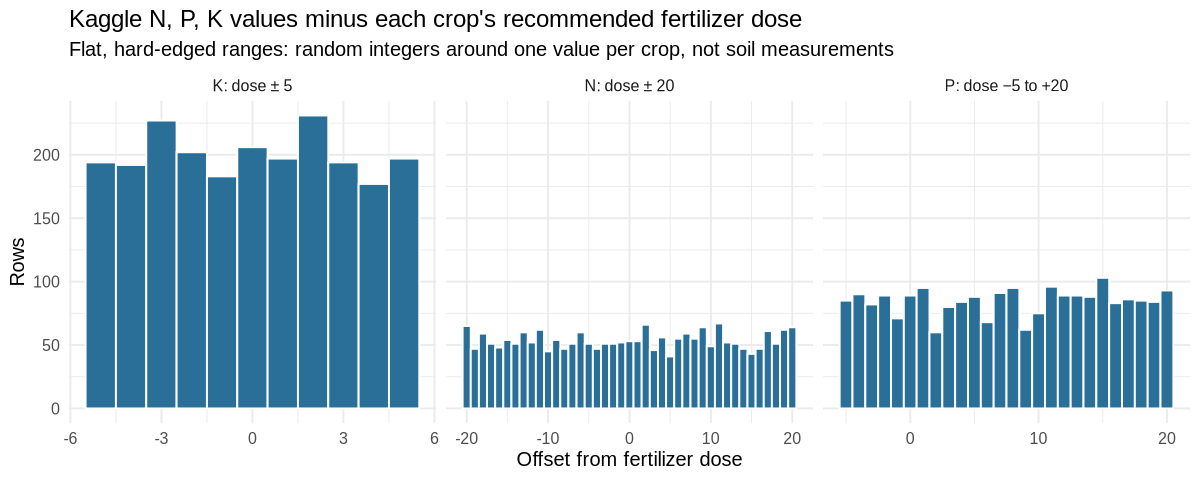 Kaggle N, P, K values minus each crop's recommended fertilizer dose
Flat, hard-edged ranges: random integers around one value per crop, not soil measurements
K: dose ± 5
N: dose ± 20
P: dose −5 to +20
Rows
200
150
100
50
0
-6 -3 0 3 6
-20 -10 0 10 20
0 10 20
Offset from fertilizer dose